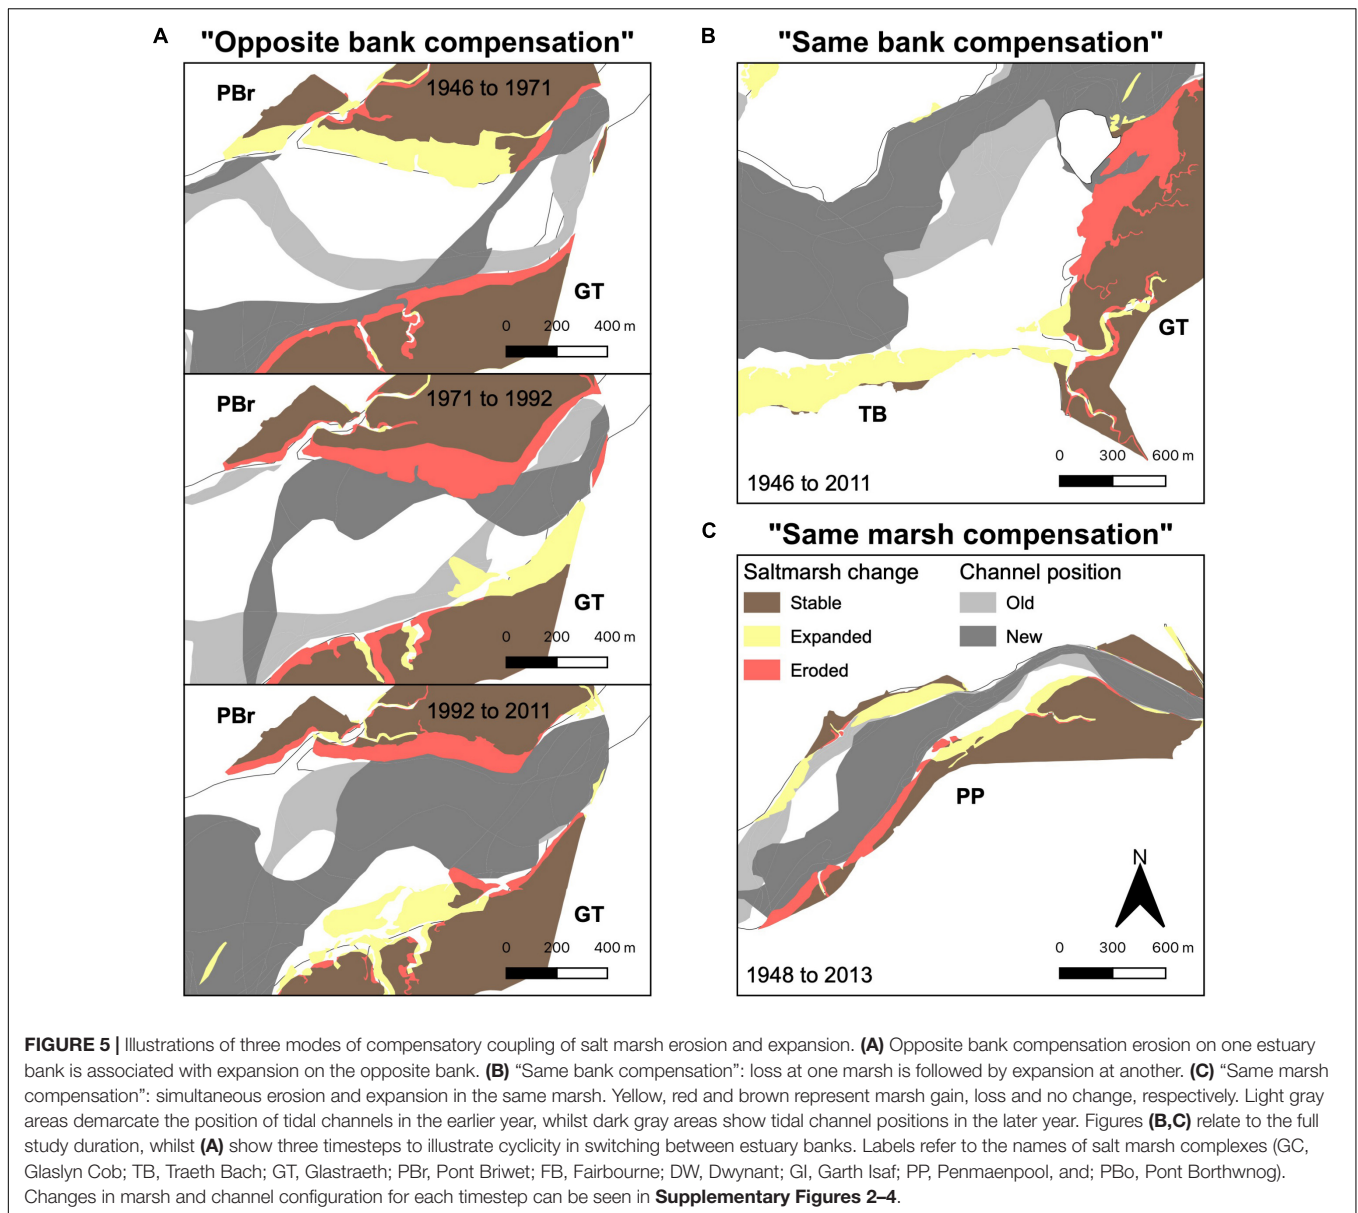 A "Opposite bank compensation"
PBr
1946 to 1971
GT
0 200 400 m
PBr
1971 to 1992
GT
0 200 400 m
PBr
1992 to 2011
GT
0 200 400 m
B "Same bank compensation"
GT
TB
0 300 600 m
1946 to 2011
C "Same marsh compensation"
Saltmarsh change
Stable
Expanded
Eroded
Channel position
Old
New
PP
N
0 300 600 m
1948 to 2013
FIGURE 5 | Illustrations of three modes of compensatory coupling of salt marsh erosion and expansion. (A) Opposite bank compensation erosion on one estuary
bank is associated with expansion on the opposite bank. (B) “Same bank compensation”: loss at one marsh is followed by expansion at another. (C) “Same marsh
compensation”: simultaneous erosion and expansion in the same marsh. Yellow, red and brown represent marsh gain, loss and no change, respectively. Light gray
areas demarcate the position of tidal channels in the earlier year, whilst dark gray areas show tidal channel positions in the later year. Figures (B,C) relate to the full
study duration, whilst (A) show three timesteps to illustrate cyclicity in switching between estuary banks. Labels refer to the names of salt marsh complexes (GC,
Glaslyn Cob; TB, Traeth Bach; GT, Glastraeth; PBr, Pont Briwet; FB, Fairbourne; DW, Dwynant; GI, Garth Isaf; PP, Penmaenpool, and; PBo, Pont Borthwnog).
Changes in marsh and channel configuration for each timestep can be seen in Supplementary Figures 2–4.